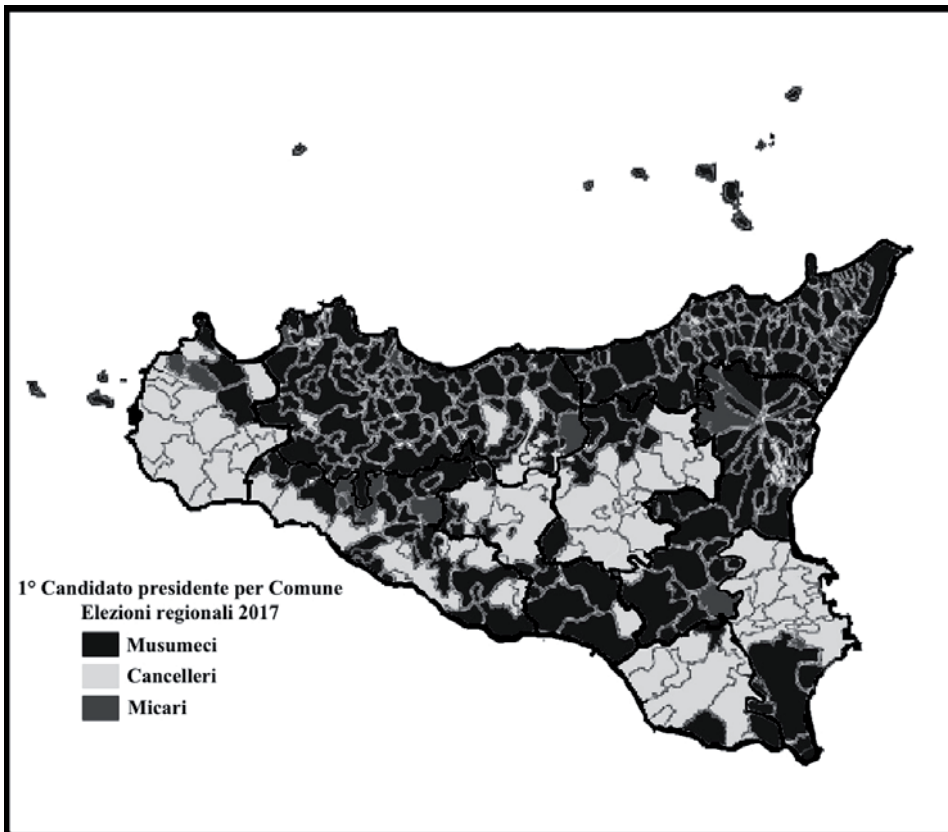 1° Candidato presidente per Comune
Elezioni regionali 2017
Musumeci
Cancelleri
Micari